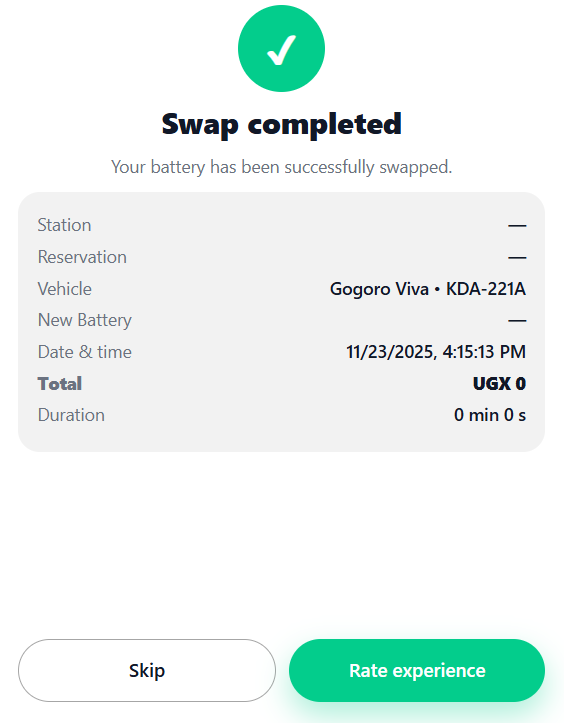 Swap completed
Your battery has been successfully swapped.
Station —
Reservation —
Vehicle Gogoro Viva • KDA-221A
New Battery —
Date & time 11/23/2025, 4:15:13 PM
Total UGX 0
Duration 0 min 0 s
Skip Rate experience